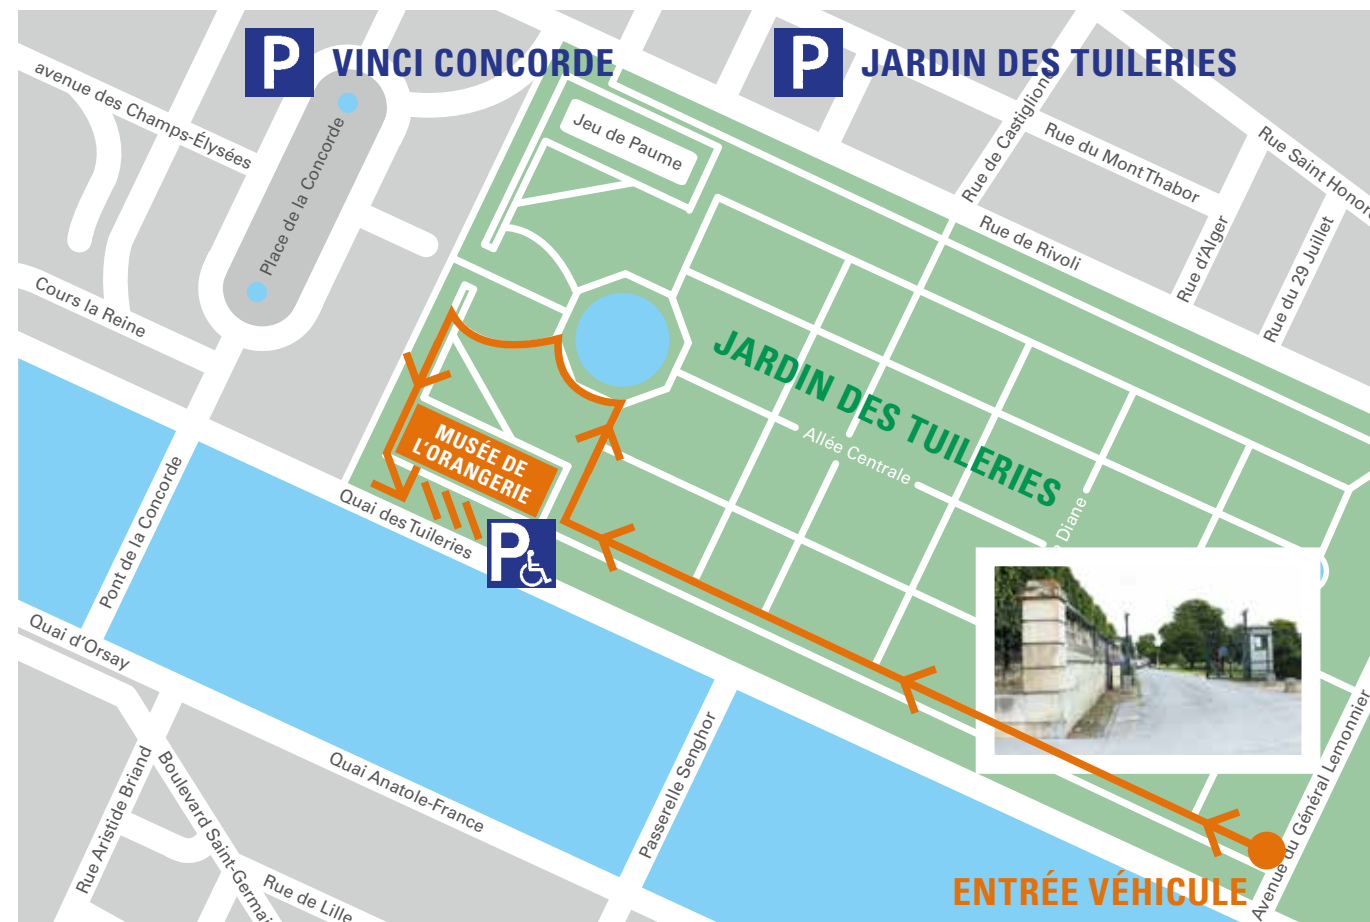 P VINCI CONCORDE
P JARDIN DES TUILERIES
avenue des Champs-Élysées
Place de la Concorde
Jeu de Paume
Rue de Castiglione
Rue du Mont Thabor
Rue Saint Honoré
Rue d'Alger
Rue du 29 Juillet
Rue de Rivoli
Cours la Reine
JARDIN DES TUILERIES
Allée Centrale
Diane
MUSÉE DE
L'ORANGERIE
Quai des Tuileries
P
Pont de la Concorde
Quai d'Orsay
Quai Anatole-France
Passerelle Senghor
Rue Aristide Briand
Boulevard Saint-Germai
Rue de Lille
Avenue du Général Lemonnier
ENTRÉE VÉHICULE